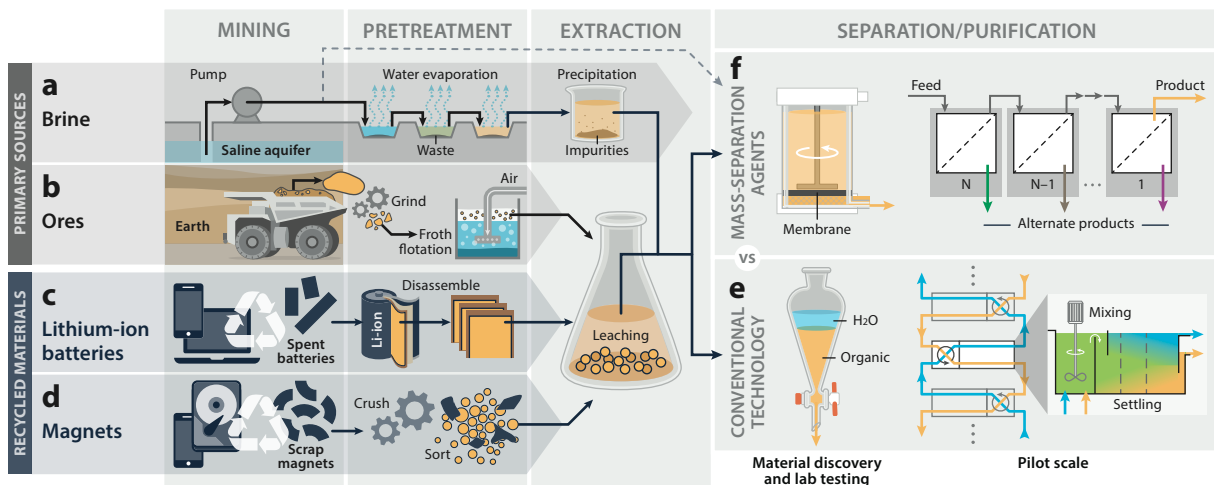 MINING
PRETREATMENT
EXTRACTION
SEPARATION/PURIFICATION
PRIMARY SOURCES
a
Brine
Pump
Saline aquifer
Water evaporation
Waste
Precipitation
Impurities
b
Ores
Earth
Grind
Froth
flotation
Air
RECYCLED MATERIALS
c
Lithium-ion
batteries
Spent
batteries
Li-ion
Disassemble
Leaching
d
Magnets
Scrap
magnets
Crush
Sort
f
MASS-SEPARATION
AGENTS
Membrane
Feed
Product
N
N–1
...
1
Alternate products
VS
e
CONVENTIONAL
TECHNOLOGY
H2O
Organic
Mixing
Settling
Material discovery
and lab testing
Pilot scale